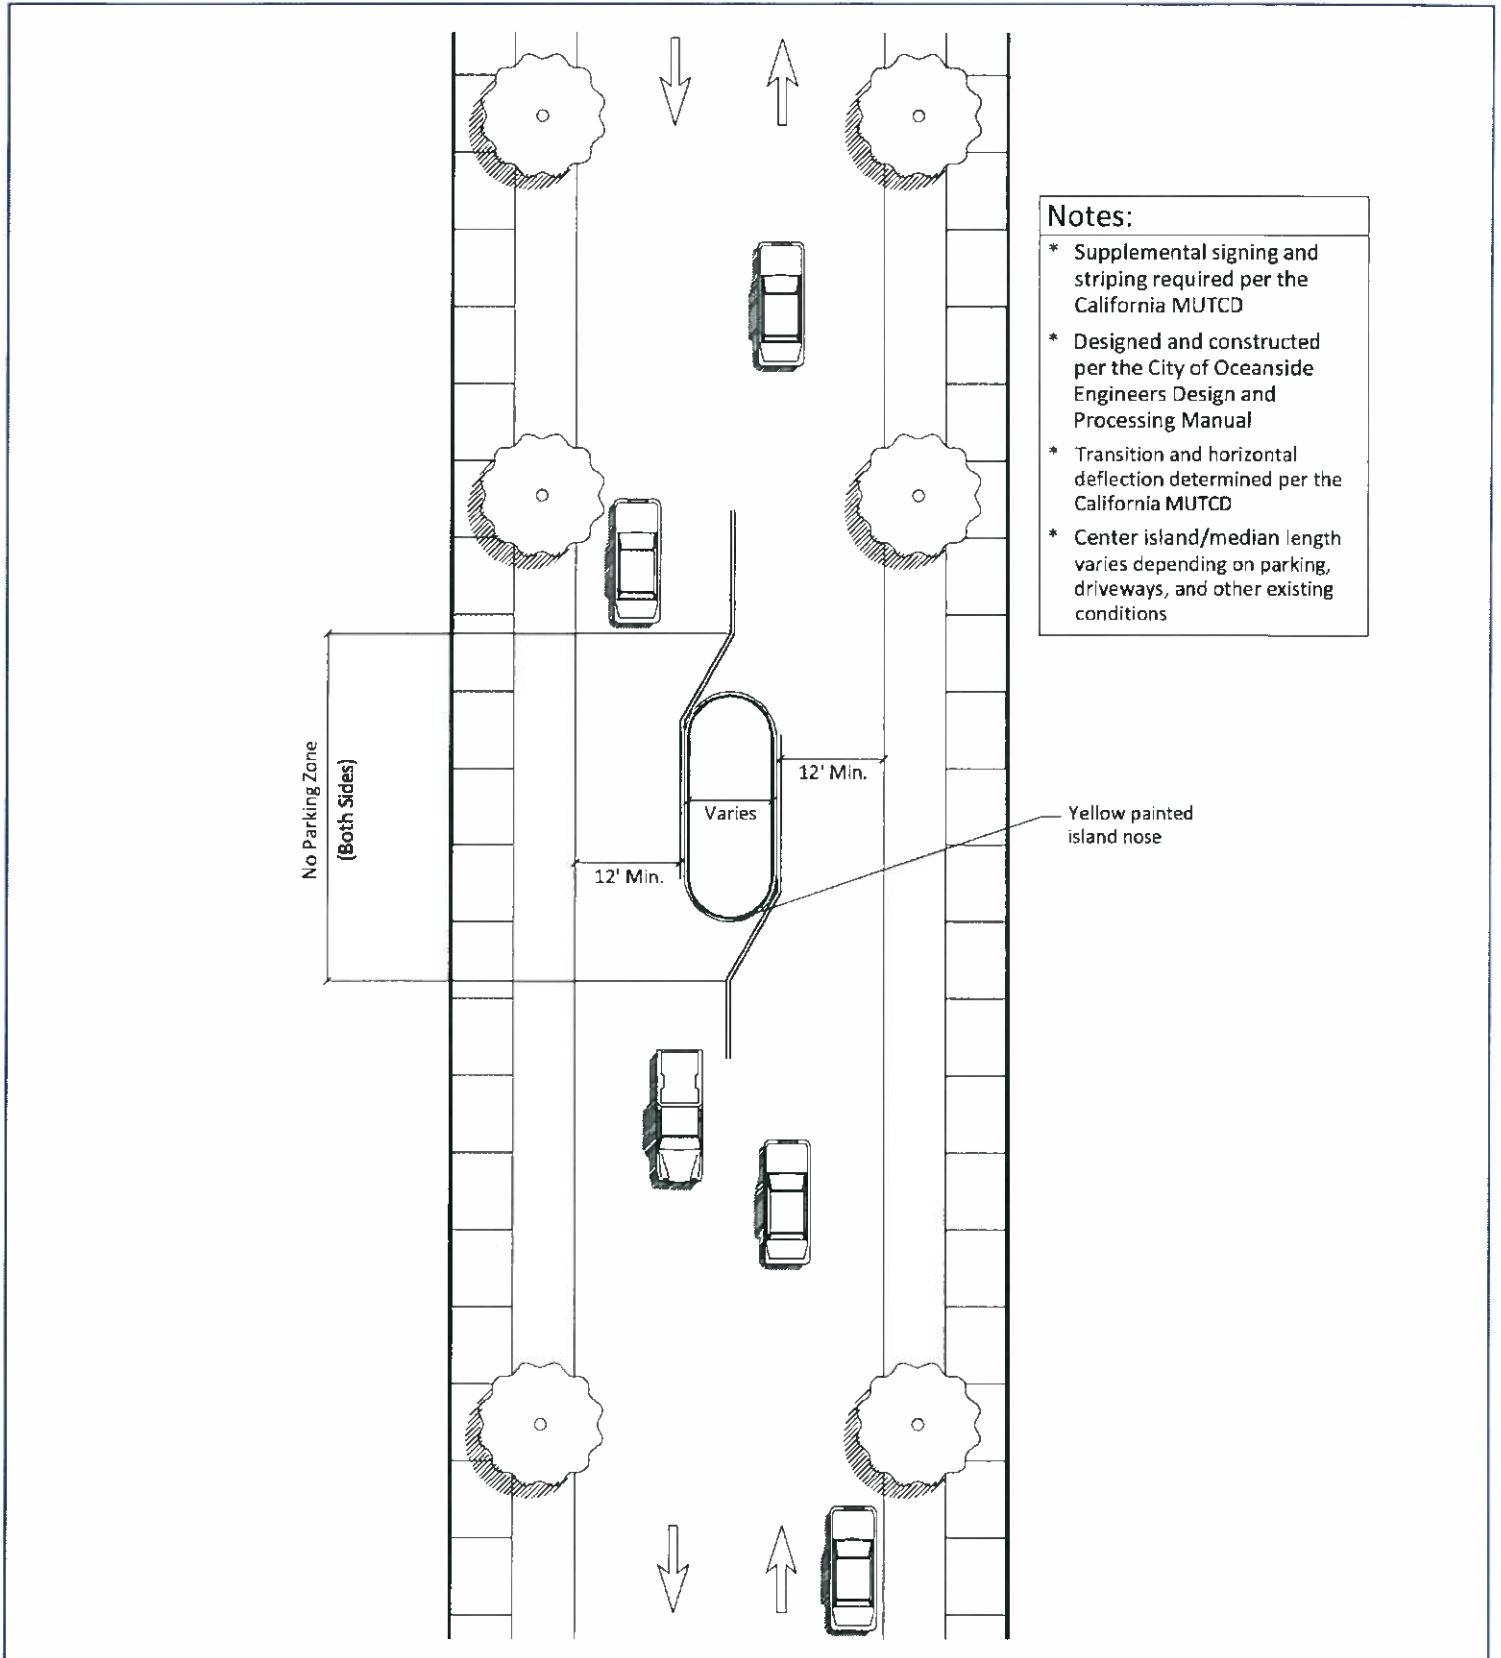 Notes:
* Supplemental signing and
striping required per the
California MUTCD
* Designed and constructed
per the City of Oceanside
Engineers Design and
Processing Manual
* Transition and horizontal
deflection determined per the
California MUTCD
* Center island/median length
varies depending on parking,
driveways, and other existing
conditions
No Parking Zone
(Both Sides)
12' Min.
Varies
12' Min.
Yellow painted
island nose